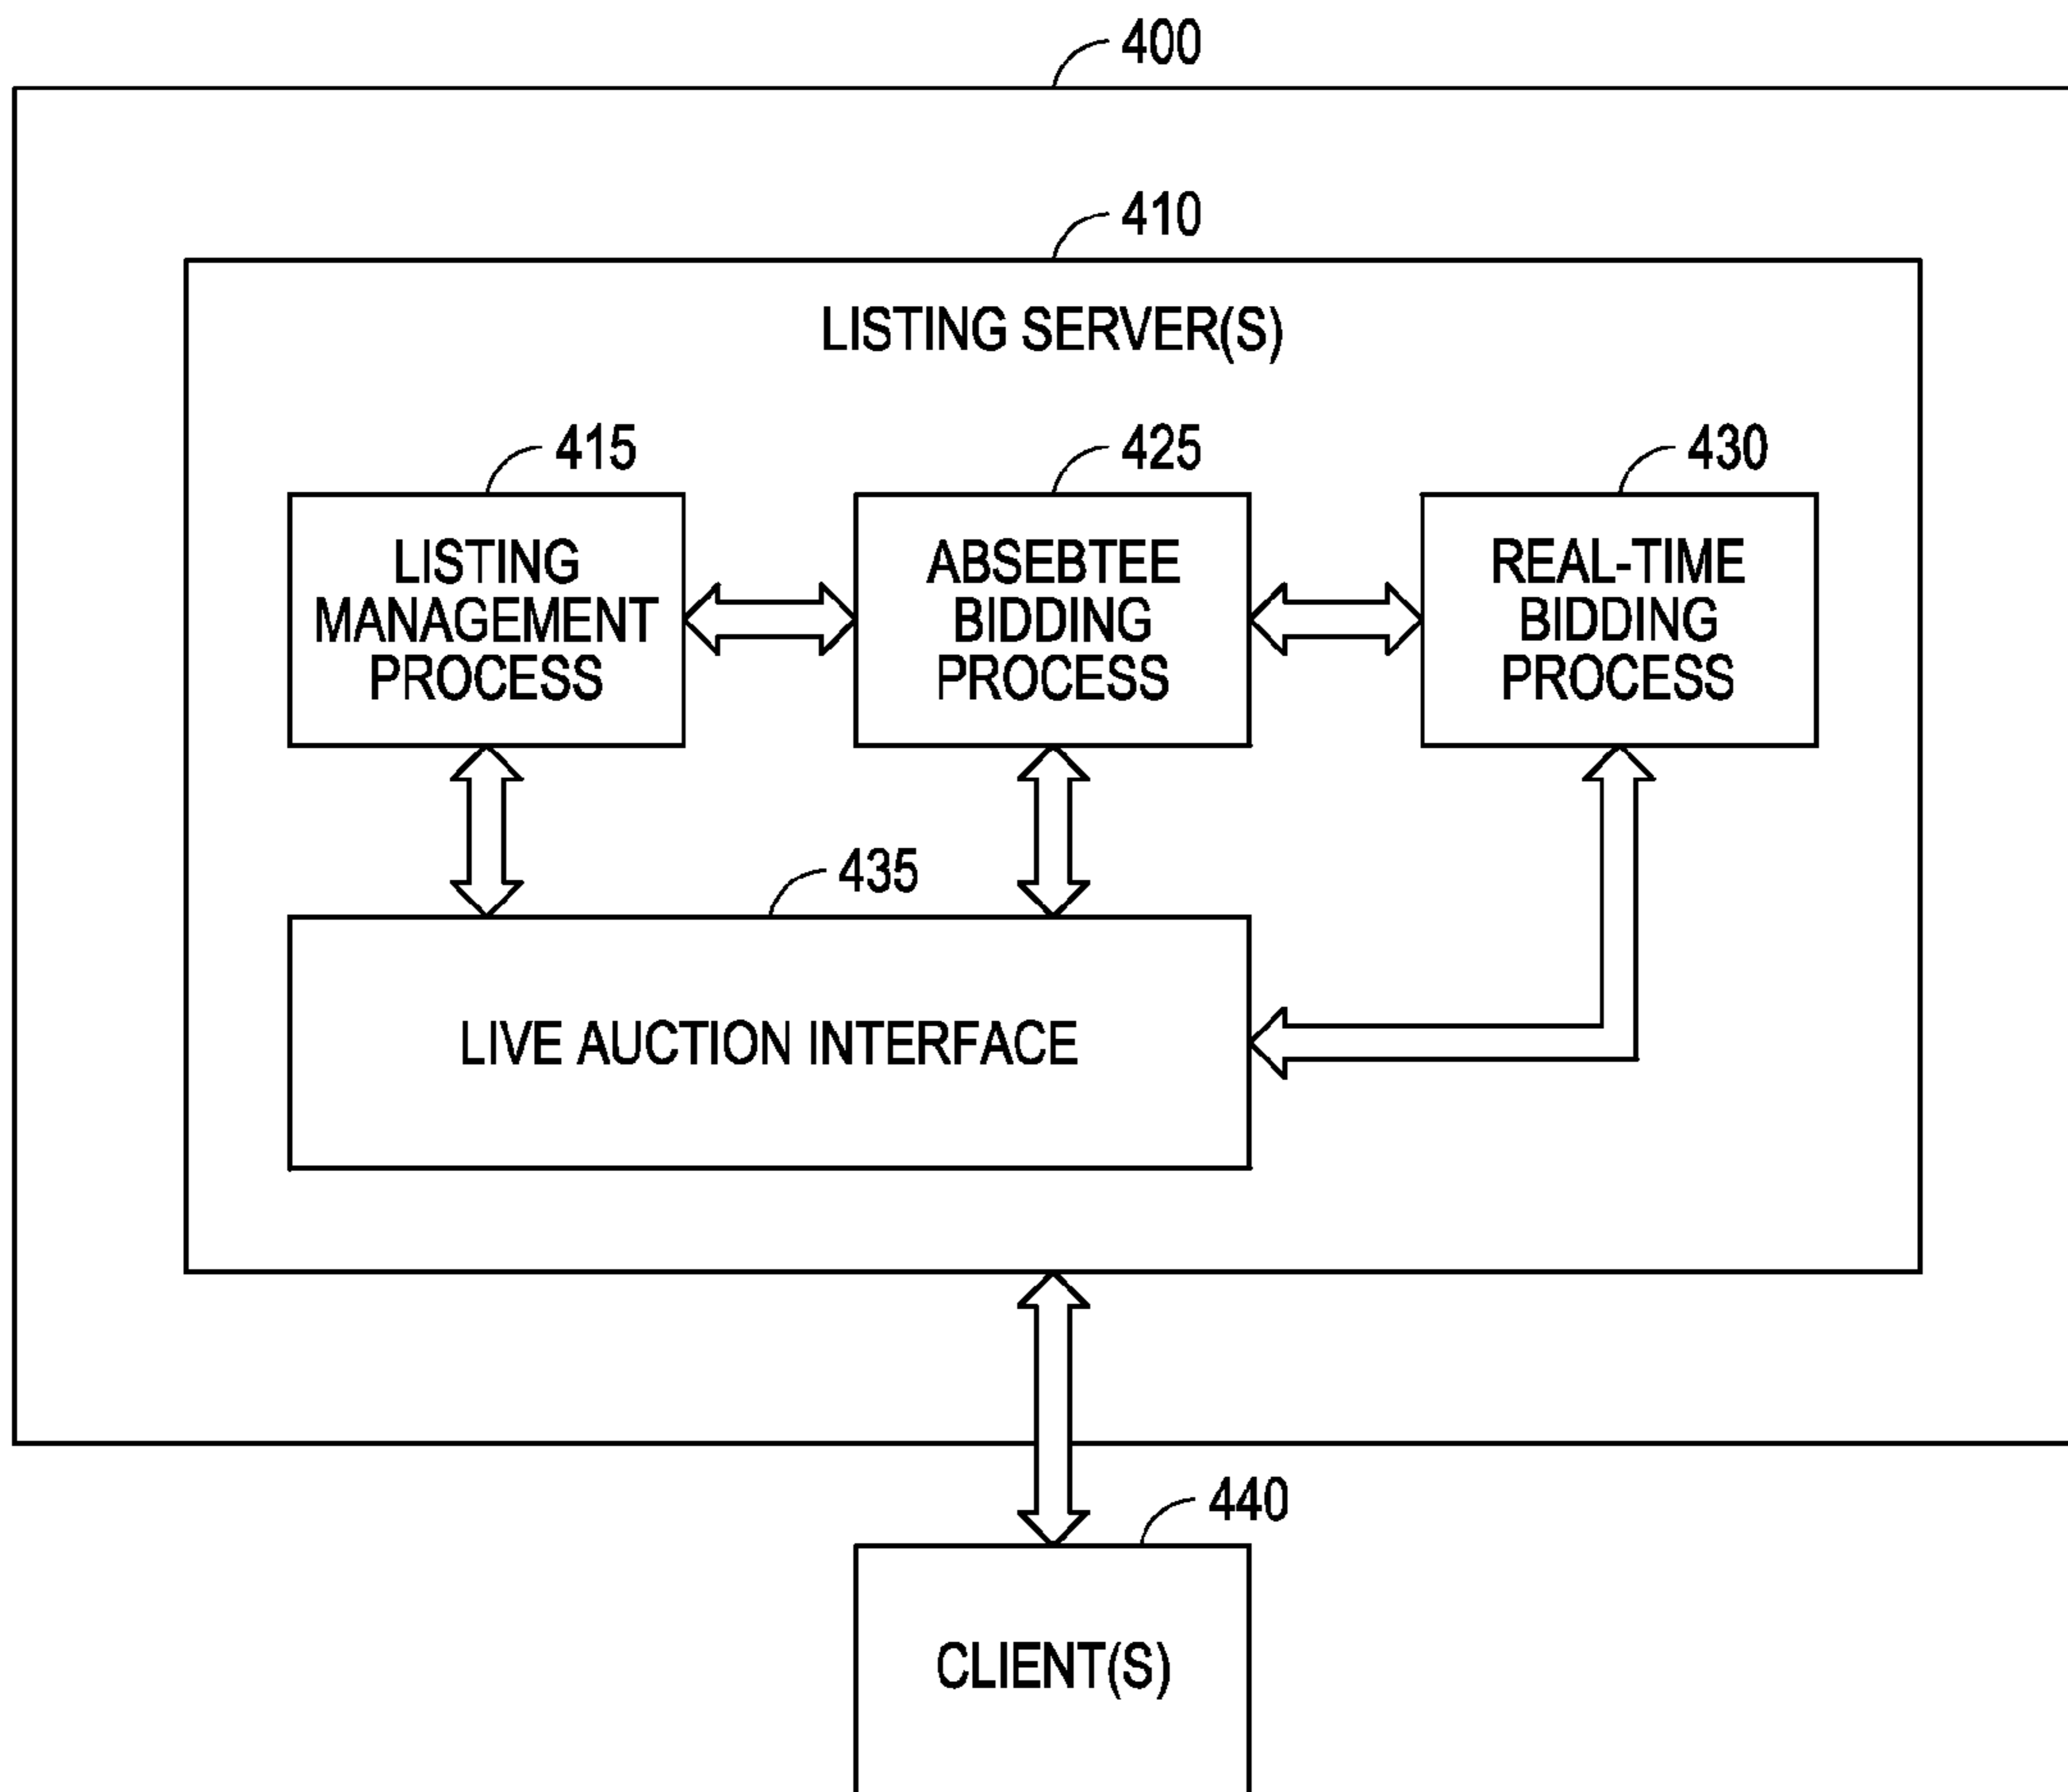 400
410
LISTING SERVER(S)
415
425
430
LISTING
MANAGEMENT
PROCESS
ABSEBTEE
BIDDING
PROCESS
REAL-TIME
BIDDING
PROCESS
435
LIVE AUCTION INTERFACE
440
CLIENT(S)